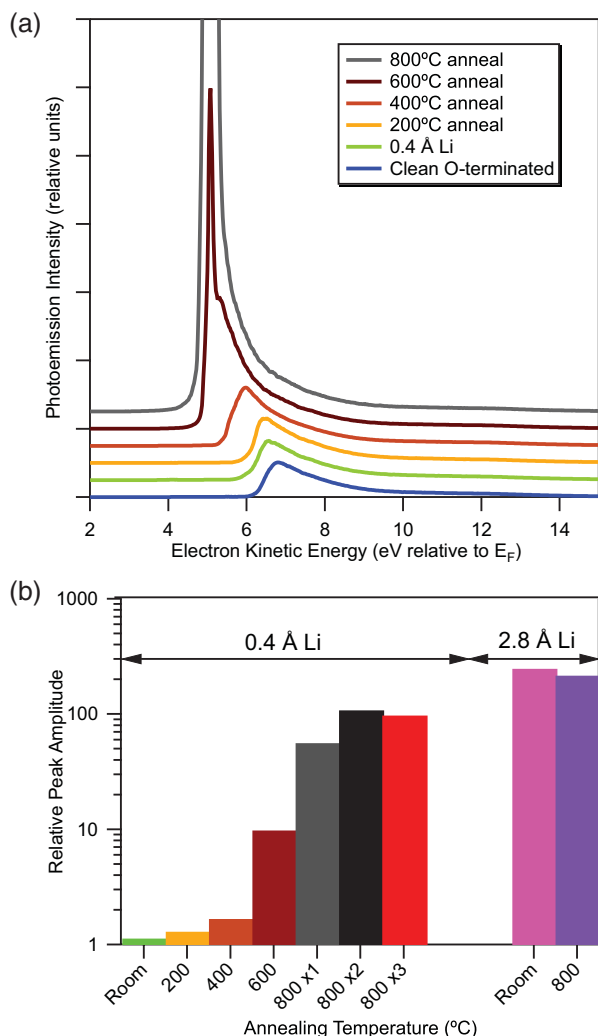 (a)
Photoemission Intensity (relative units)
800ºC anneal
600ºC anneal
400ºC anneal
200ºC anneal
0.4 Å Li
Clean O-terminated
2 4 6 8 10 12 14
Electron Kinetic Energy (eV relative to E_F)
(b)
Relative Peak Amplitude
1000
100
10
1
0.4 Å Li
2.8 Å Li
Room 200 400 600 800 x1 800 x2 800 x3 Room 800
Annealing Temperature (ºC)